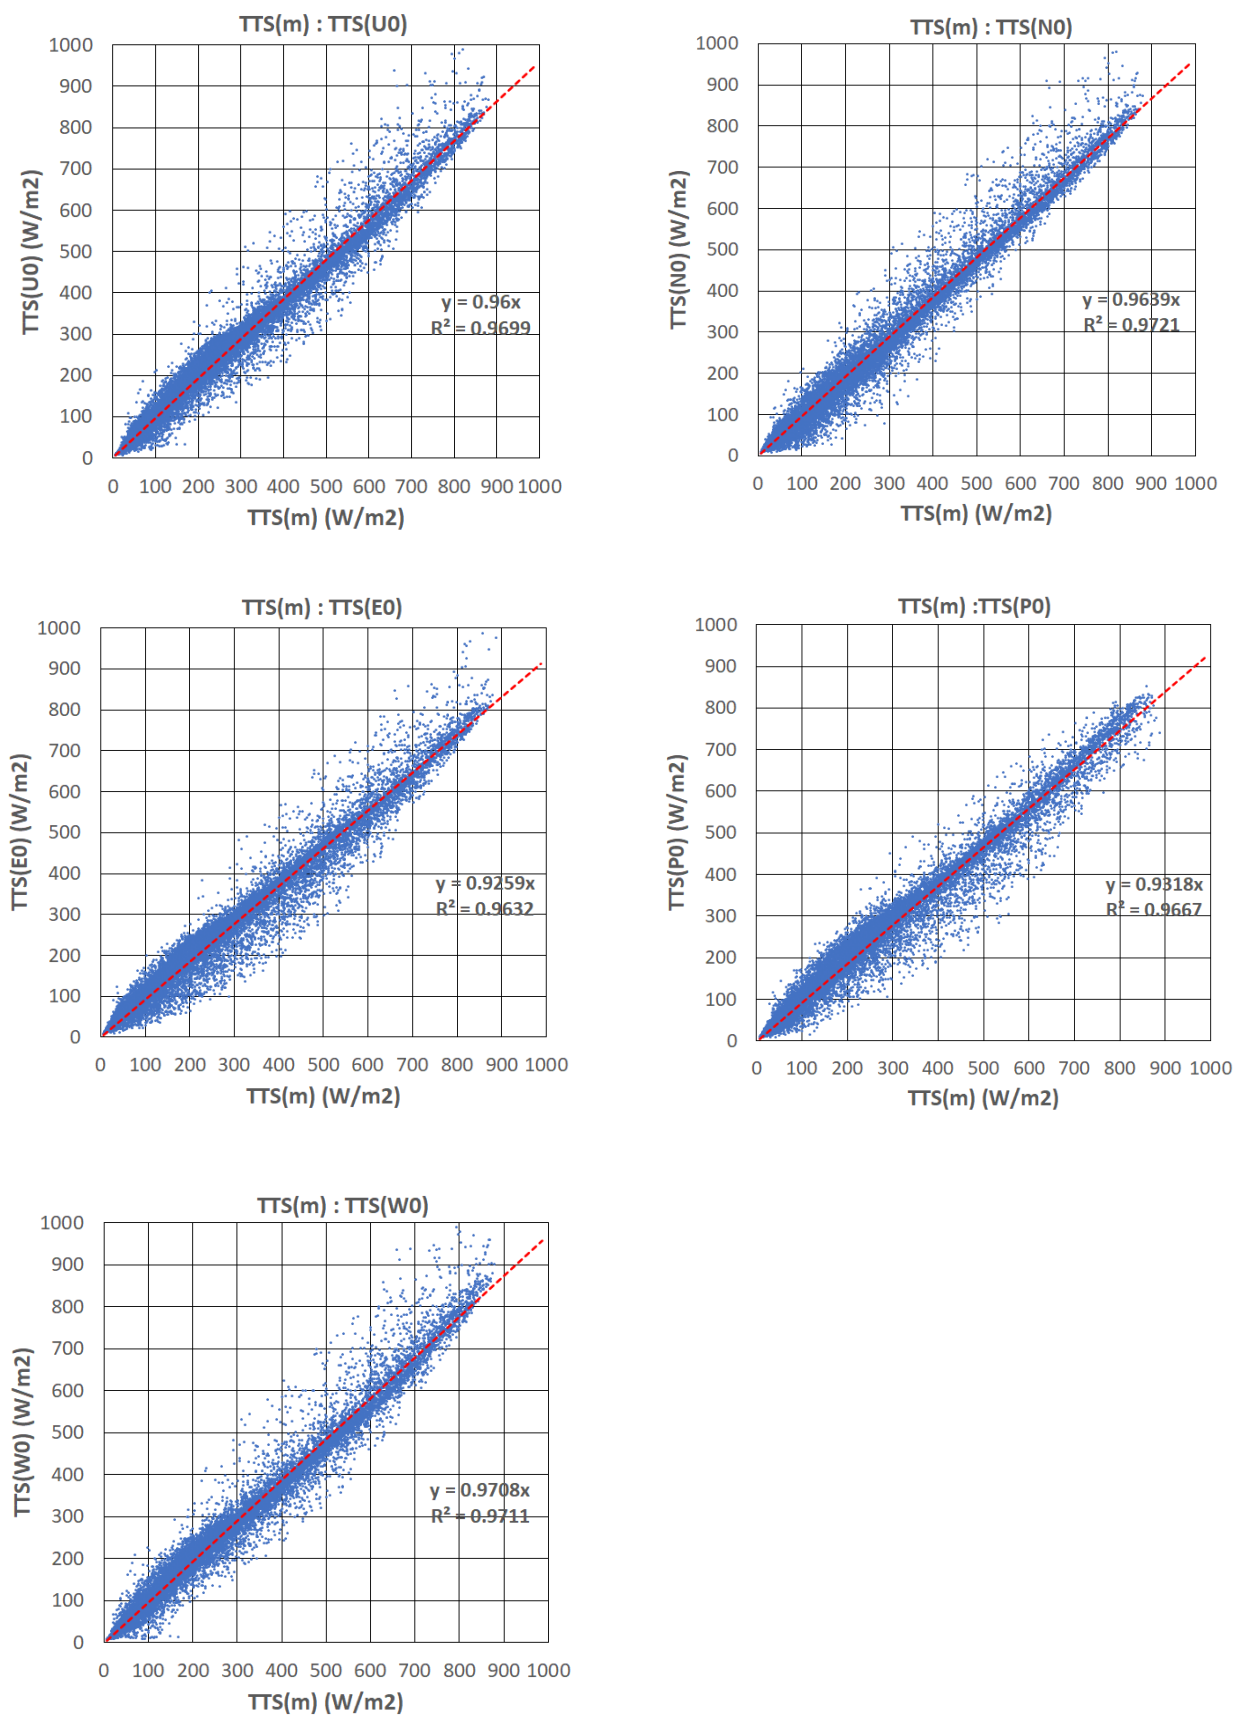 TTS(m) : TTS(U0)
1000
900
800
700
600
500
400
300
200
100
0
TTS(U0) (W/m2)
y = 0.96x
R² = 0.9699
0 100 200 300 400 500 600 700 800 900 1000
TTS(m) (W/m2)
TTS(m) : TTS(N0)
1000
900
800
700
600
500
400
300
200
100
0
TTS(N0) (W/m2)
y = 0.9639x
R² = 0.9721
0 100 200 300 400 500 600 700 800 900 1000
TTS(m) (W/m2)
TTS(m) : TTS(E0)
1000
900
800
700
600
500
400
300
200
100
0
TTS(E0) (W/m2)
y = 0.9259x
R² = 0.9632
0 100 200 300 400 500 600 700 800 900 1000
TTS(m) (W/m2)
TTS(m) :TTS(P0)
1000
900
800
700
600
500
400
300
200
100
0
TTS(P0) (W/m2)
y = 0.9318x
R² = 0.9667
0 100 200 300 400 500 600 700 800 900 1000
TTS(m) (W/m2)
TTS(m) : TTS(W0)
1000
900
800
700
600
500
400
300
200
100
0
TTS(W0) (W/m2)
y = 0.9708x
R² = 0.9711
0 100 200 300 400 500 600 700 800 900 1000
TTS(m) (W/m2)